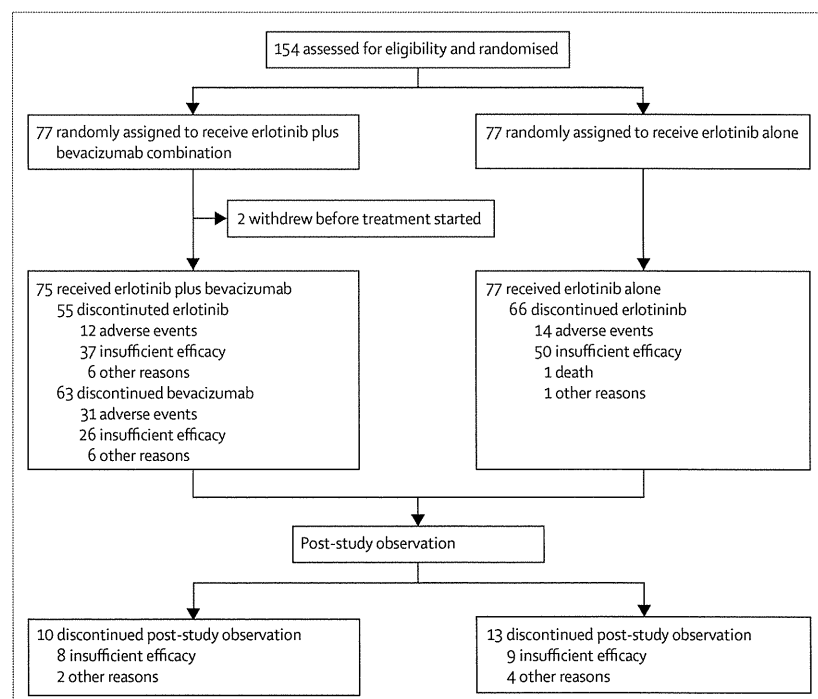 154 assessed for eligibility and randomised
77 randomly assigned to receive erlotinib plus
bevacizumab combination
77 randomly assigned to receive erlotinib alone
2 withdrew before treatment started
75 received erlotinib plus bevacizumab
55 discontinuted erlotinib
12 adverse events
37 insufficient efficacy
6 other reasons
63 discontinued bevacizumab
31 adverse events
26 insufficient efficacy
6 other reasons
77 received erlotinib alone
66 discontinued erlotininb
14 adverse events
50 insufficient efficacy
1 death
1 other reasons
Post-study observation
10 discontinued post-study observation
8 insufficient efficacy
2 other reasons
13 discontinued post-study observation
9 insufficient efficacy
4 other reasons